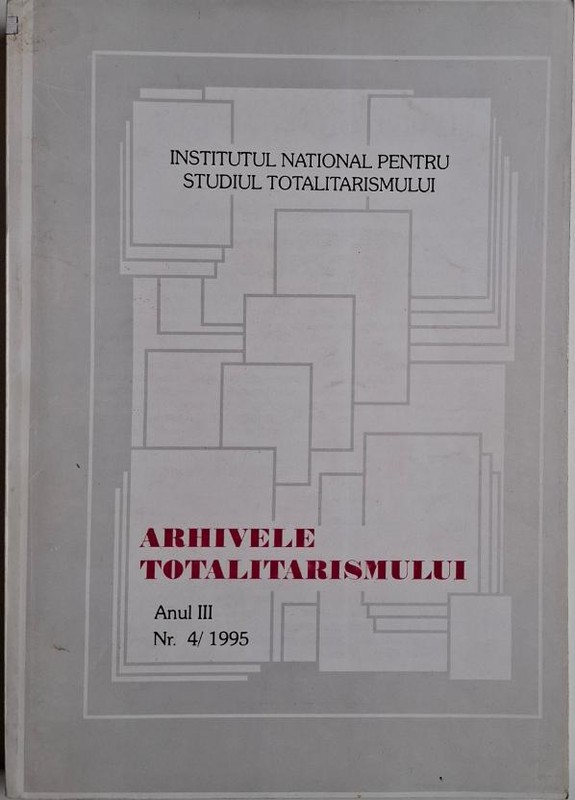 INSTITUTUL NATIONAL PENTRU
STUDIUL TOTALITARISMULUI
ARHIVELE
TOTALITARISMULUI
Anul III
Nr. 4/ 1995